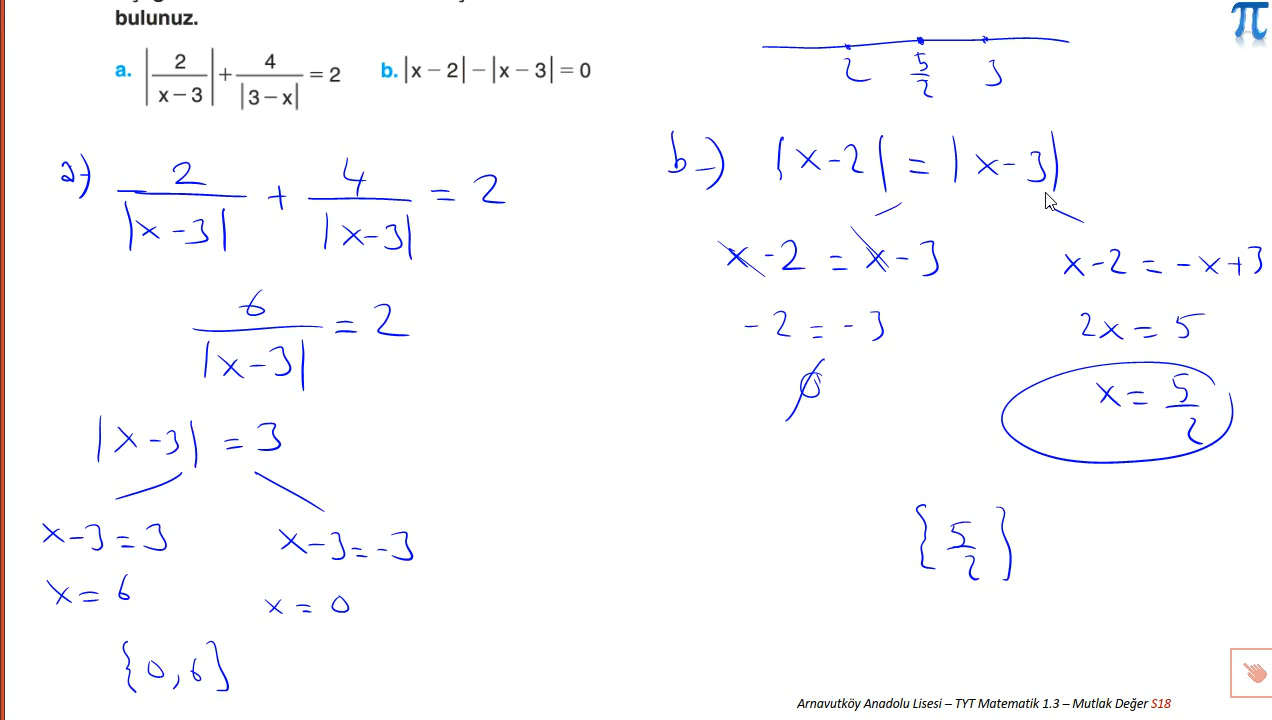 bulunuz.
a. |2/(x − 3)| + 4/|3 − x| = 2
b. |x − 2| − |x − 3| = 0
a-) 2/|x-3| + 4/|x-3| = 2
6/|x-3| = 2
|x-3| = 3
x-3=3
x-3=-3
x=6
x=0
{0,6}
2 5/2 3
b-) |x-2| = |x-3|
x-2 = x-3
x-2=-x+3
-2=-3
2x=5
∅
x=5/2
{5/2}
π
Arnavutköy Anadolu Lisesi – TYT Matematik 1.3 – Mutlak Değer S18